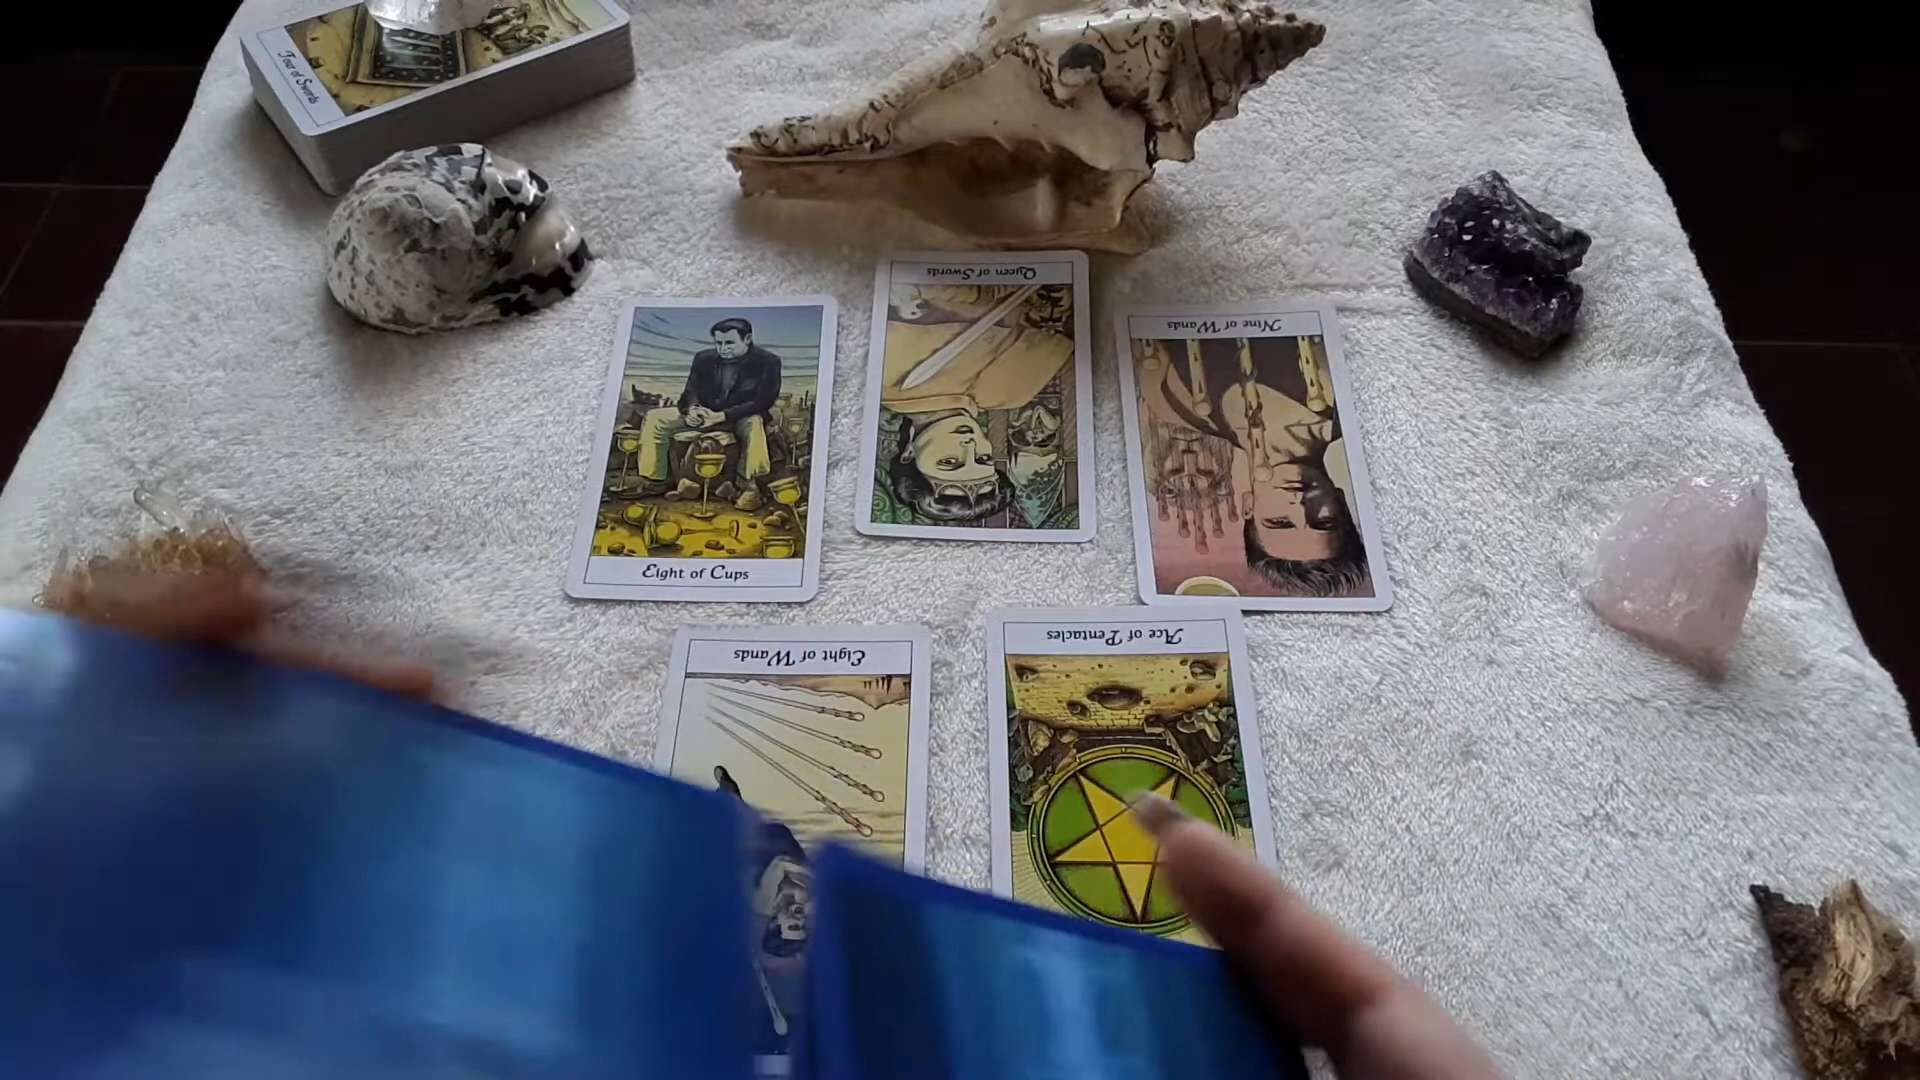 Four of Swords
Queen of Swords
Nine of Wands
Eight of Cups
Eight of Wands
Ace of Pentacles